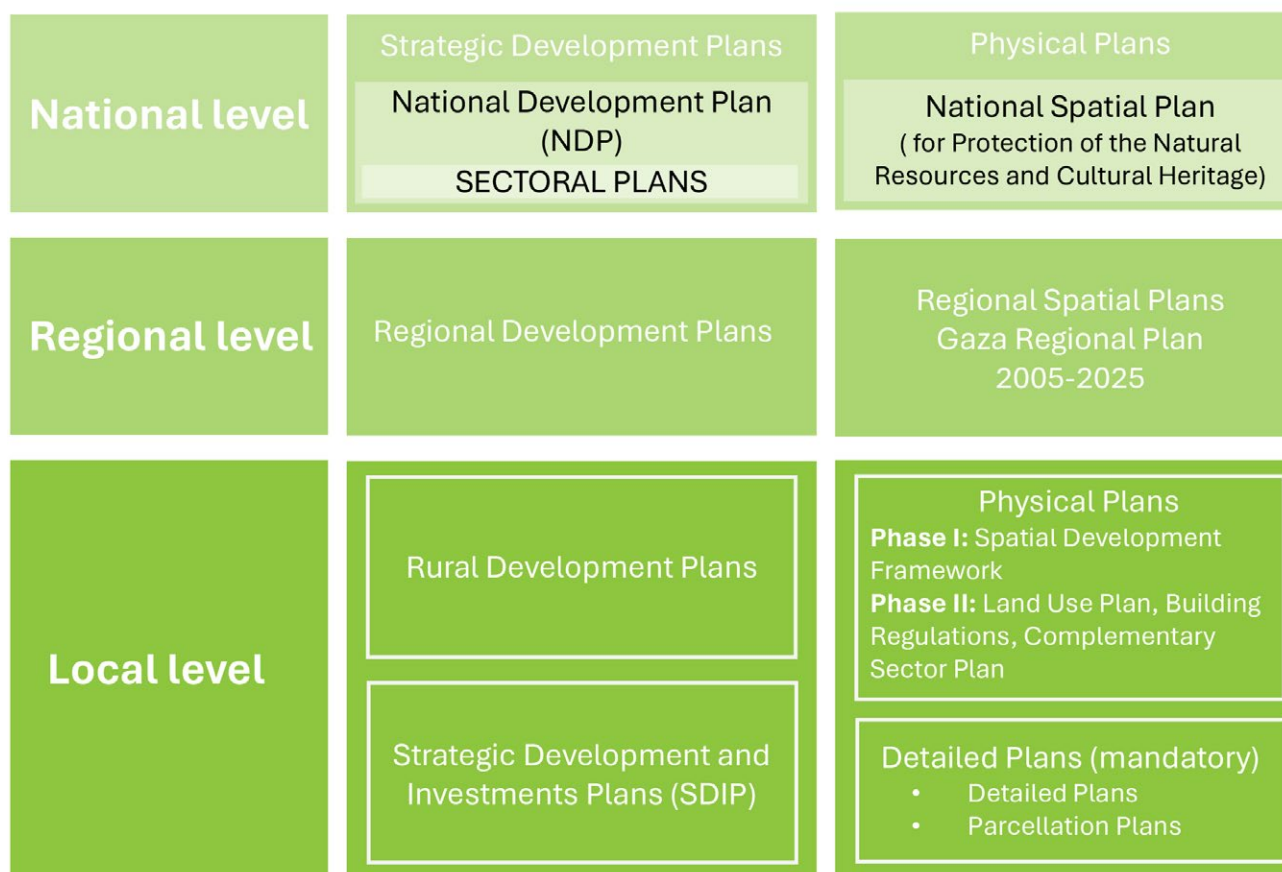 National level
Strategic Development Plans
National Development Plan
(NDP)
SECTORAL PLANS
Physical Plans
National Spatial Plan
( for Protection of the Natural
Resources and Cultural Heritage)
Regional level
Regional Development Plans
Regional Spatial Plans
Gaza Regional Plan
2005-2025
Local level
Rural Development Plans
Strategic Development and
Investments Plans (SDIP)
Physical Plans
Phase I: Spatial Development
Framework
Phase II: Land Use Plan, Building
Regulations, Complementary
Sector Plan
Detailed Plans (mandatory)
• Detailed Plans
• Parcellation Plans